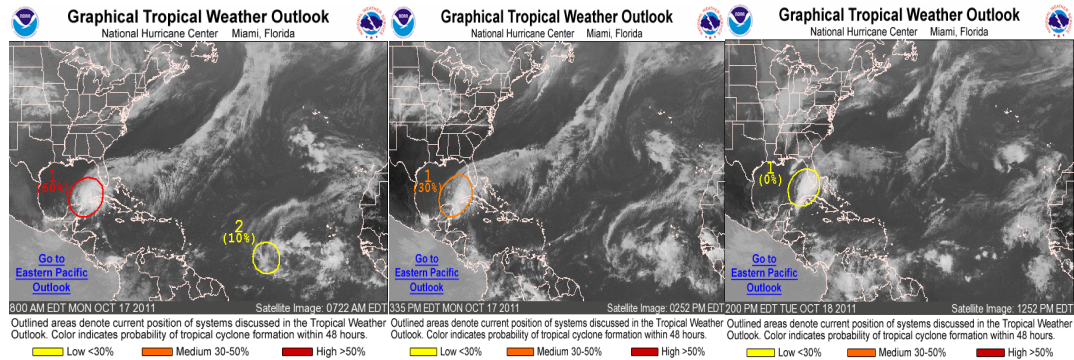 Graphical Tropical Weather Outlook
National Hurricane Center Miami, Florida
1
(60%)
2
(10%)
Go to
Eastern Pacific
Outlook
800 AM EDT MON OCT 17 2011 Satellite Image: 0722 AM EDT
Outlined areas denote current position of systems discussed in the Tropical Weather
Outlook. Color indicates probability of tropical cyclone formation within 48 hours.
Low <30% Medium 30-50% High >50%
Graphical Tropical Weather Outlook
National Hurricane Center Miami, Florida
1
(30%)
Go to
Eastern Pacific
Outlook
335 PM EDT MON OCT 17 2011 Satellite Image: 0252 PM EDT
Outlined areas denote current position of systems discussed in the Tropical Weather
Outlook. Color indicates probability of tropical cyclone formation within 48 hours.
Low <30% Medium 30-50% High >50%
Graphical Tropical Weather Outlook
National Hurricane Center Miami, Florida
1
(0%)
Go to
Eastern Pacific
Outlook
200 PM EDT TUE OCT 18 2011 Satellite Image: 1252 PM EDT
Outlined areas denote current position of systems discussed in the Tropical Weather
Outlook. Color indicates probability of tropical cyclone formation within 48 hours.
Low <30% Medium 30-50% High >50%